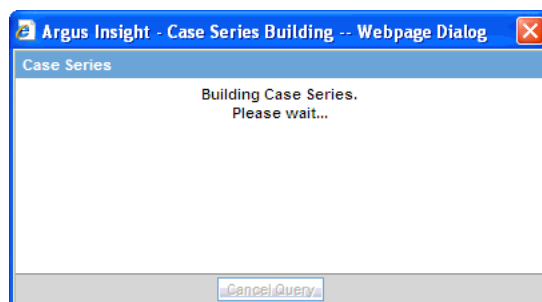 Argus Insight - Case Series Building -- Webpage Dialog
Case Series
Building Case Series.
Please wait...
Cancel Query